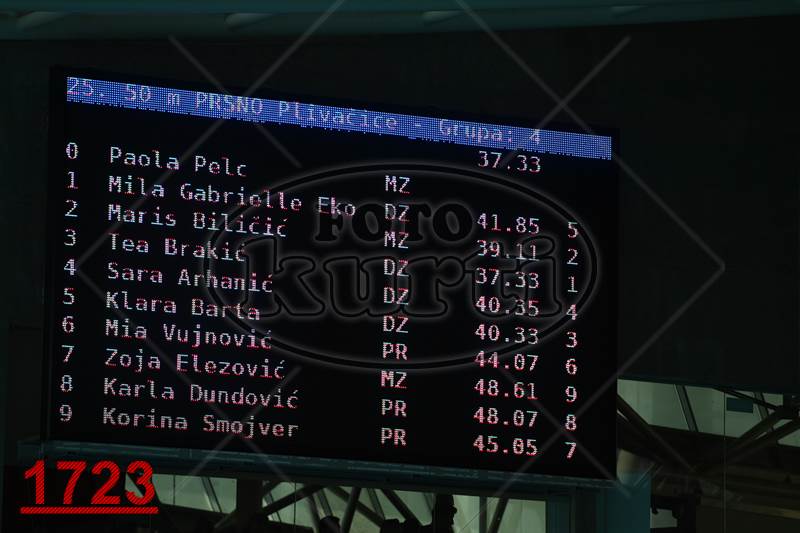 25. 50 m PRSNO Plivačice - Grupa: 4
37.33
0 Paola Pelc MZ
1 Mila Gabrielle Eko DZ 41.85 5
2 Maris Biličić MZ 39.11 2
3 Tea Brakić DZ 37.33 1
4 Sara Arhanić DZ 40.35 4
5 Klara Barta DZ 40.33 3
6 Mia Vujnović PR 44.07 6
7 Zoja Elezović MZ 48.61 9
8 Karla Dundović PR 48.07 8
9 Korina Smojver PR 45.05 7
FOTO
kurti
1723